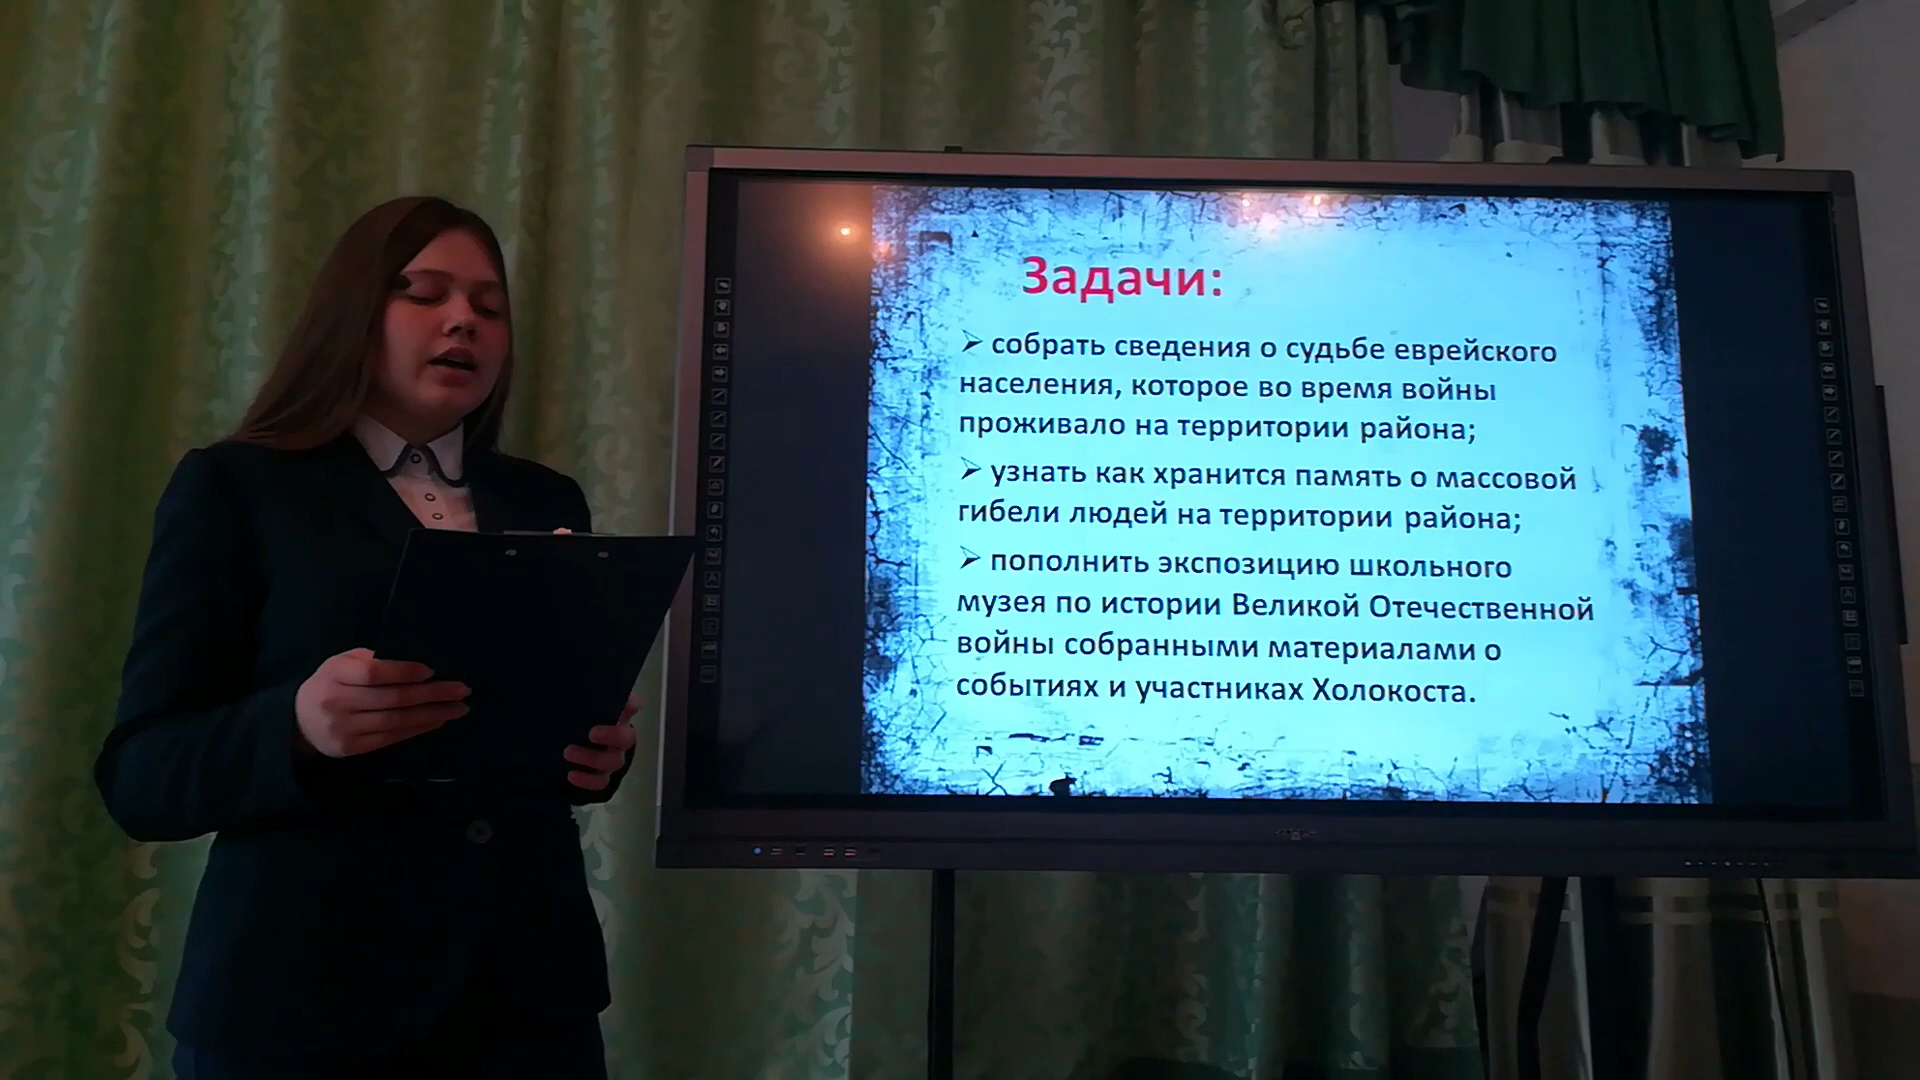 Задачи:
➢ собрать сведения о судьбе еврейского
населения, которое во время войны
проживало на территории района;
➢ узнать как хранится память о массовой
гибели людей на территории района;
➢ пополнить экспозицию школьного
музея по истории Великой Отечественной
войны собранными материалами о
событиях и участниках Холокоста.